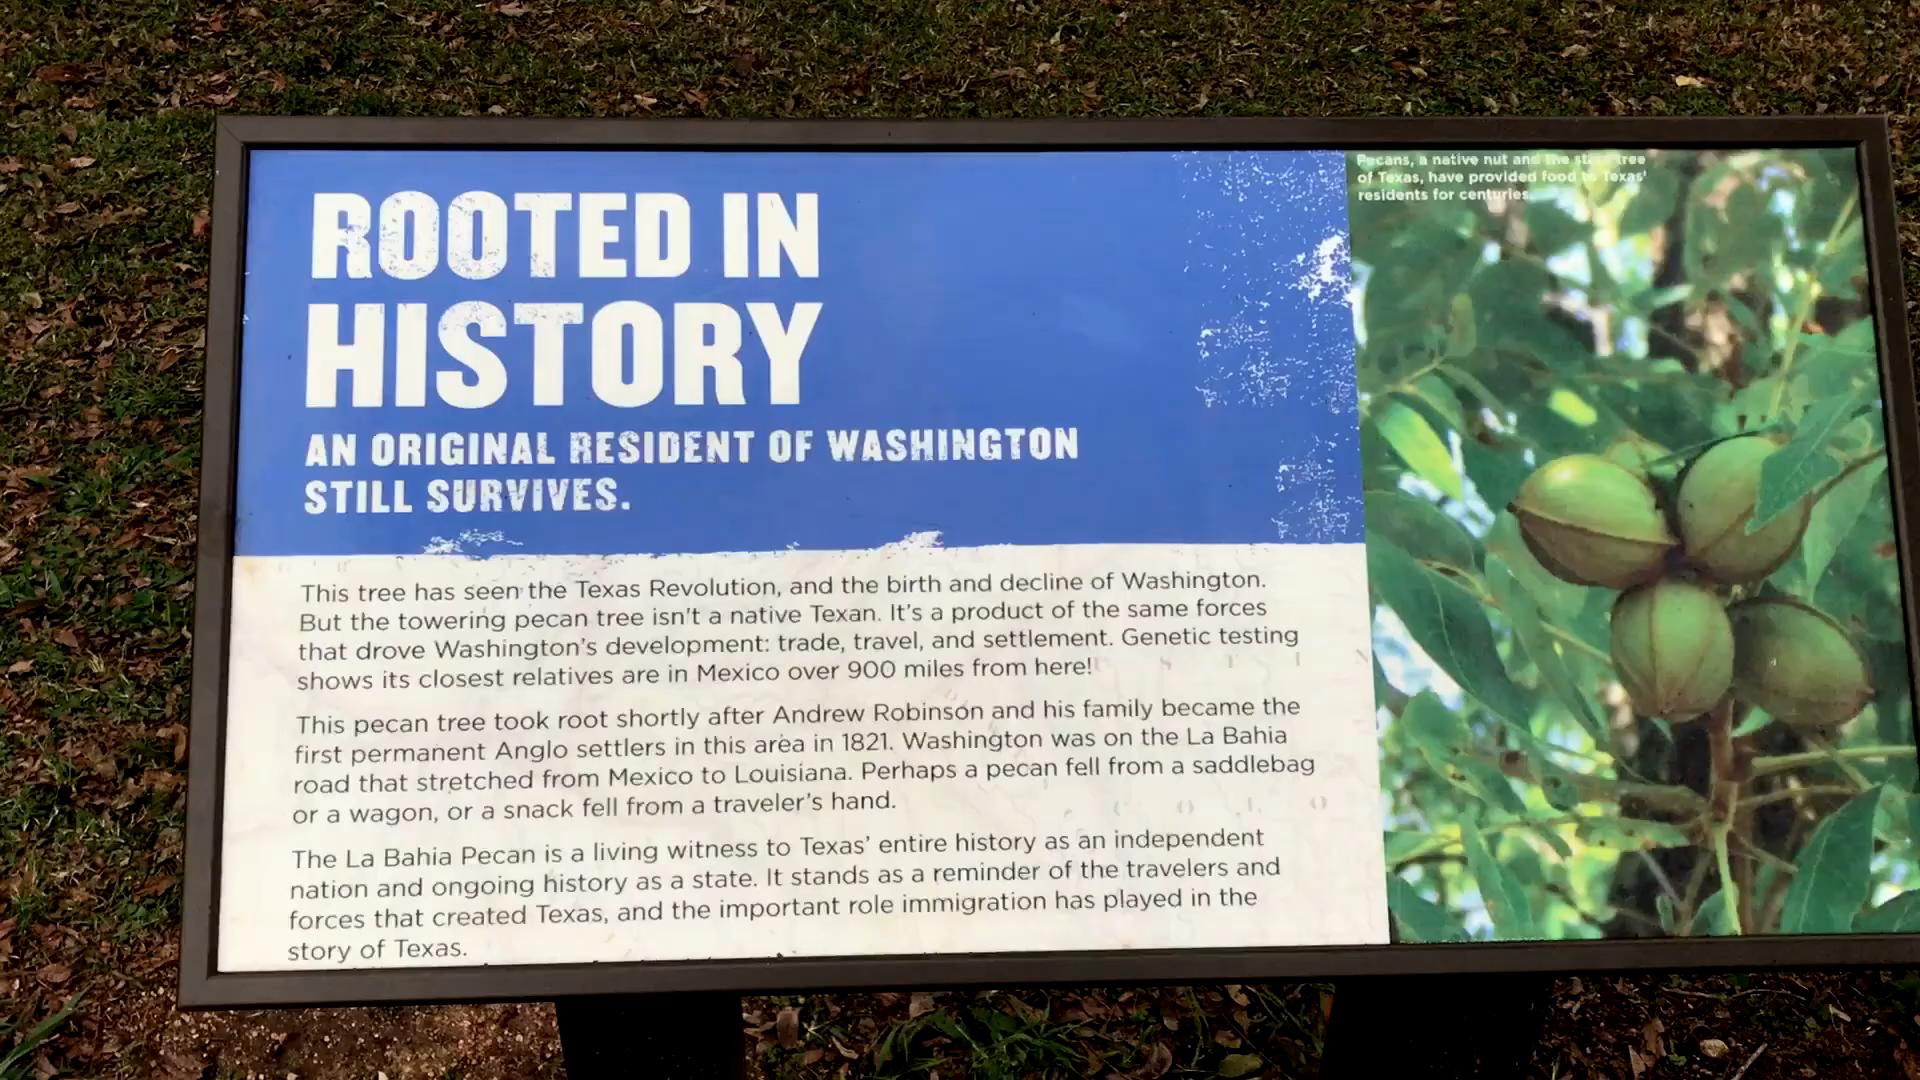 ROOTED IN
HISTORY
AN ORIGINAL RESIDENT OF WASHINGTON
STILL SURVIVES.
This tree has seen the Texas Revolution, and the birth and decline of Washington.
But the towering pecan tree isn't a native Texan. It's a product of the same forces
that drove Washington's development: trade, travel, and settlement. Genetic testing
shows its closest relatives are in Mexico over 900 miles from here!
This pecan tree took root shortly after Andrew Robinson and his family became the
first permanent Anglo settlers in this area in 1821. Washington was on the La Bahia
road that stretched from Mexico to Louisiana. Perhaps a pecan fell from a saddlebag
or a wagon, or a snack fell from a traveler's hand.
The La Bahia Pecan is a living witness to Texas' entire history as an independent
nation and ongoing history as a state. It stands as a reminder of the travelers and
forces that created Texas, and the important role immigration has played in the
story of Texas.
Pecans, a native nut and the state tree
of Texas, have provided food to Texas'
residents for centuries.